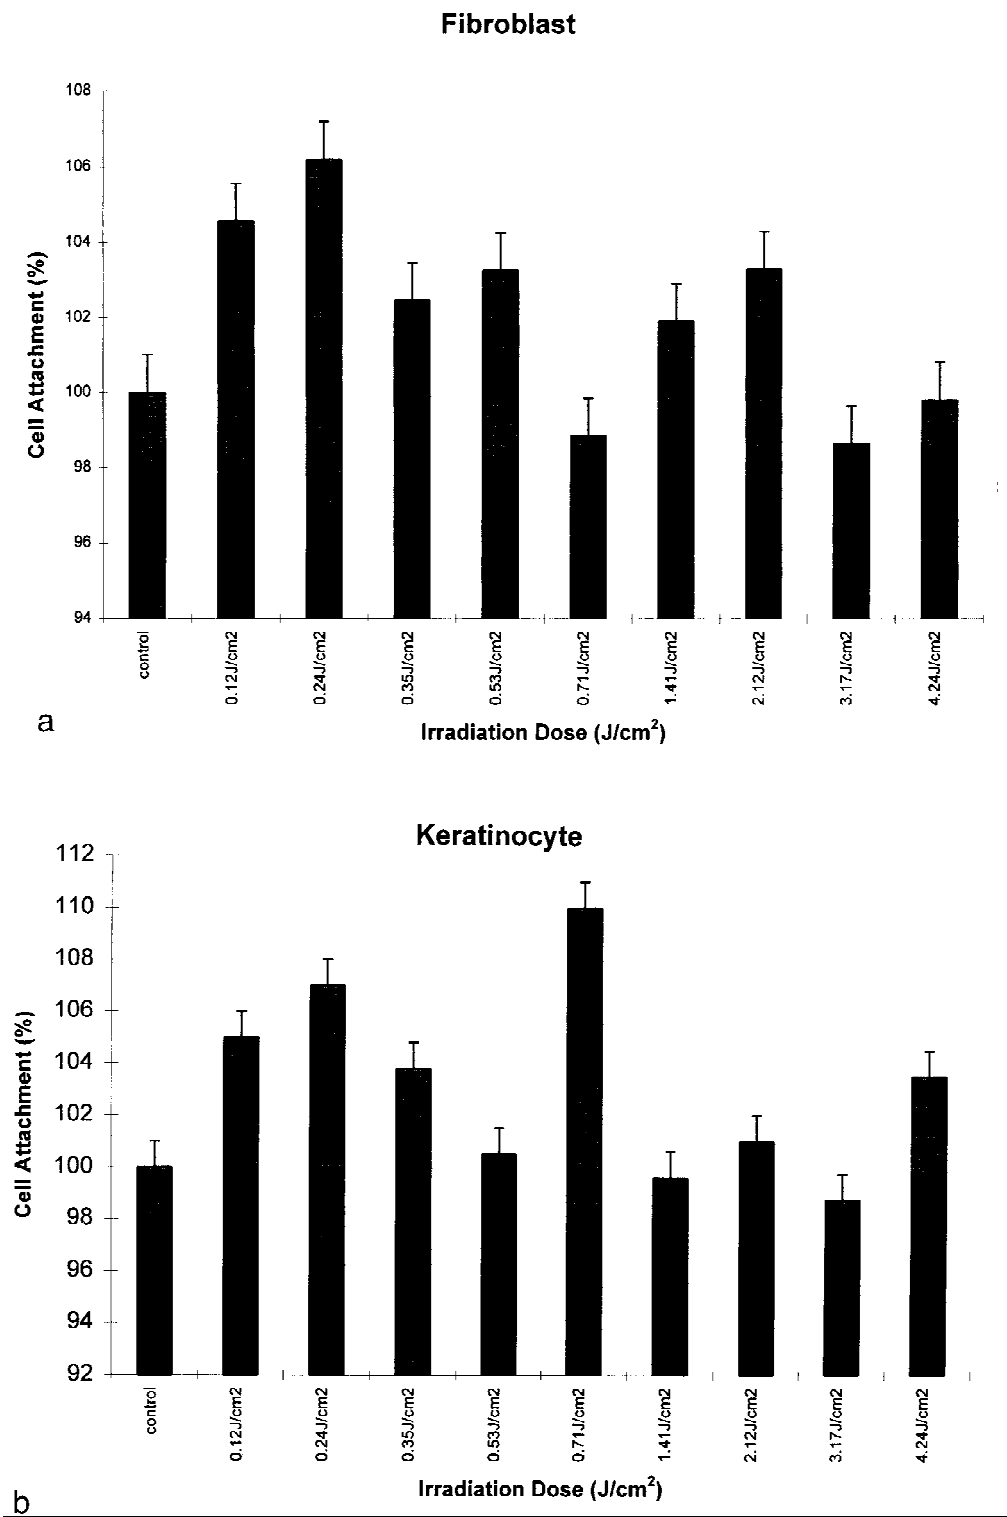 Fibroblast
108
106
104
102
100
98
96
94
Cell Attachment (%)
control
0.12J/cm2
0.24J/cm2
0.35J/cm2
0.53J/cm2
0.71J/cm2
1.41J/cm2
2.12J/cm2
3.17J/cm2
4.24J/cm2
a
Irradiation Dose (J/cm²)
Keratinocyte
112
110
108
106
104
102
100
98
96
94
92
Cell Attachment (%)
control
0.12J/cm2
0.24J/cm2
0.35J/cm2
0.53J/cm2
0.71J/cm2
1.41J/cm2
2.12J/cm2
3.17J/cm2
4.24J/cm2
Irradiation Dose (J/cm²)
b